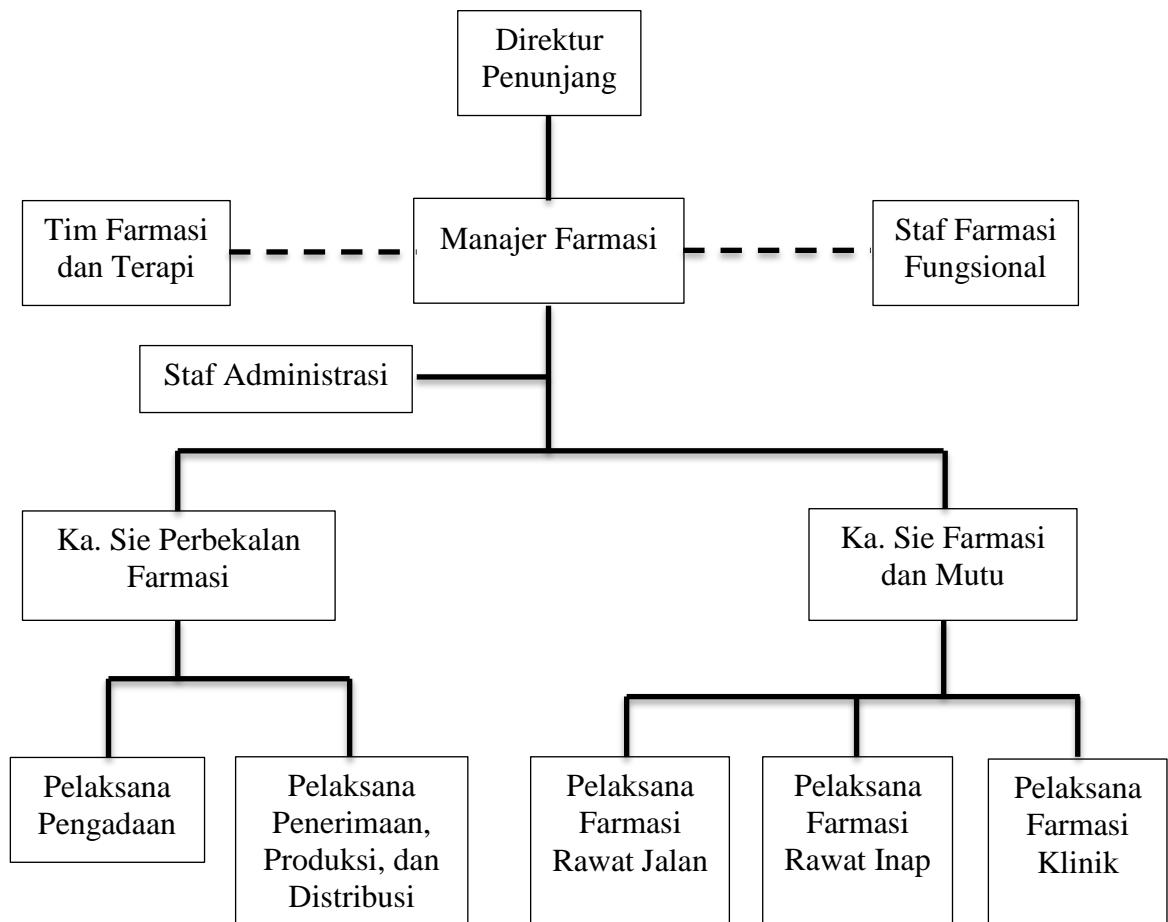 Direktur
Penunjang
Tim Farmasi
dan Terapi
Manajer Farmasi
Staf Farmasi
Fungsional
Staf Administrasi
Ka. Sie Perbekalan
Farmasi
Ka. Sie Farmasi
dan Mutu
Pelaksana
Pengadaan
Pelaksana
Penerimaan,
Produksi, dan
Distribusi
Pelaksana
Farmasi
Rawat Jalan
Pelaksana
Farmasi
Rawat Inap
Pelaksana
Farmasi
Klinik